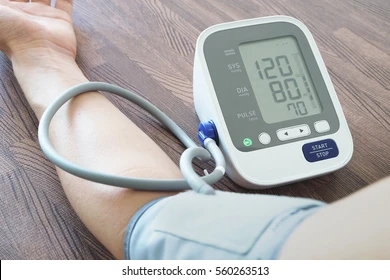 SYS
120
DIA
80
PULSE
70
START
STOP
shutterstock.com · 560263513